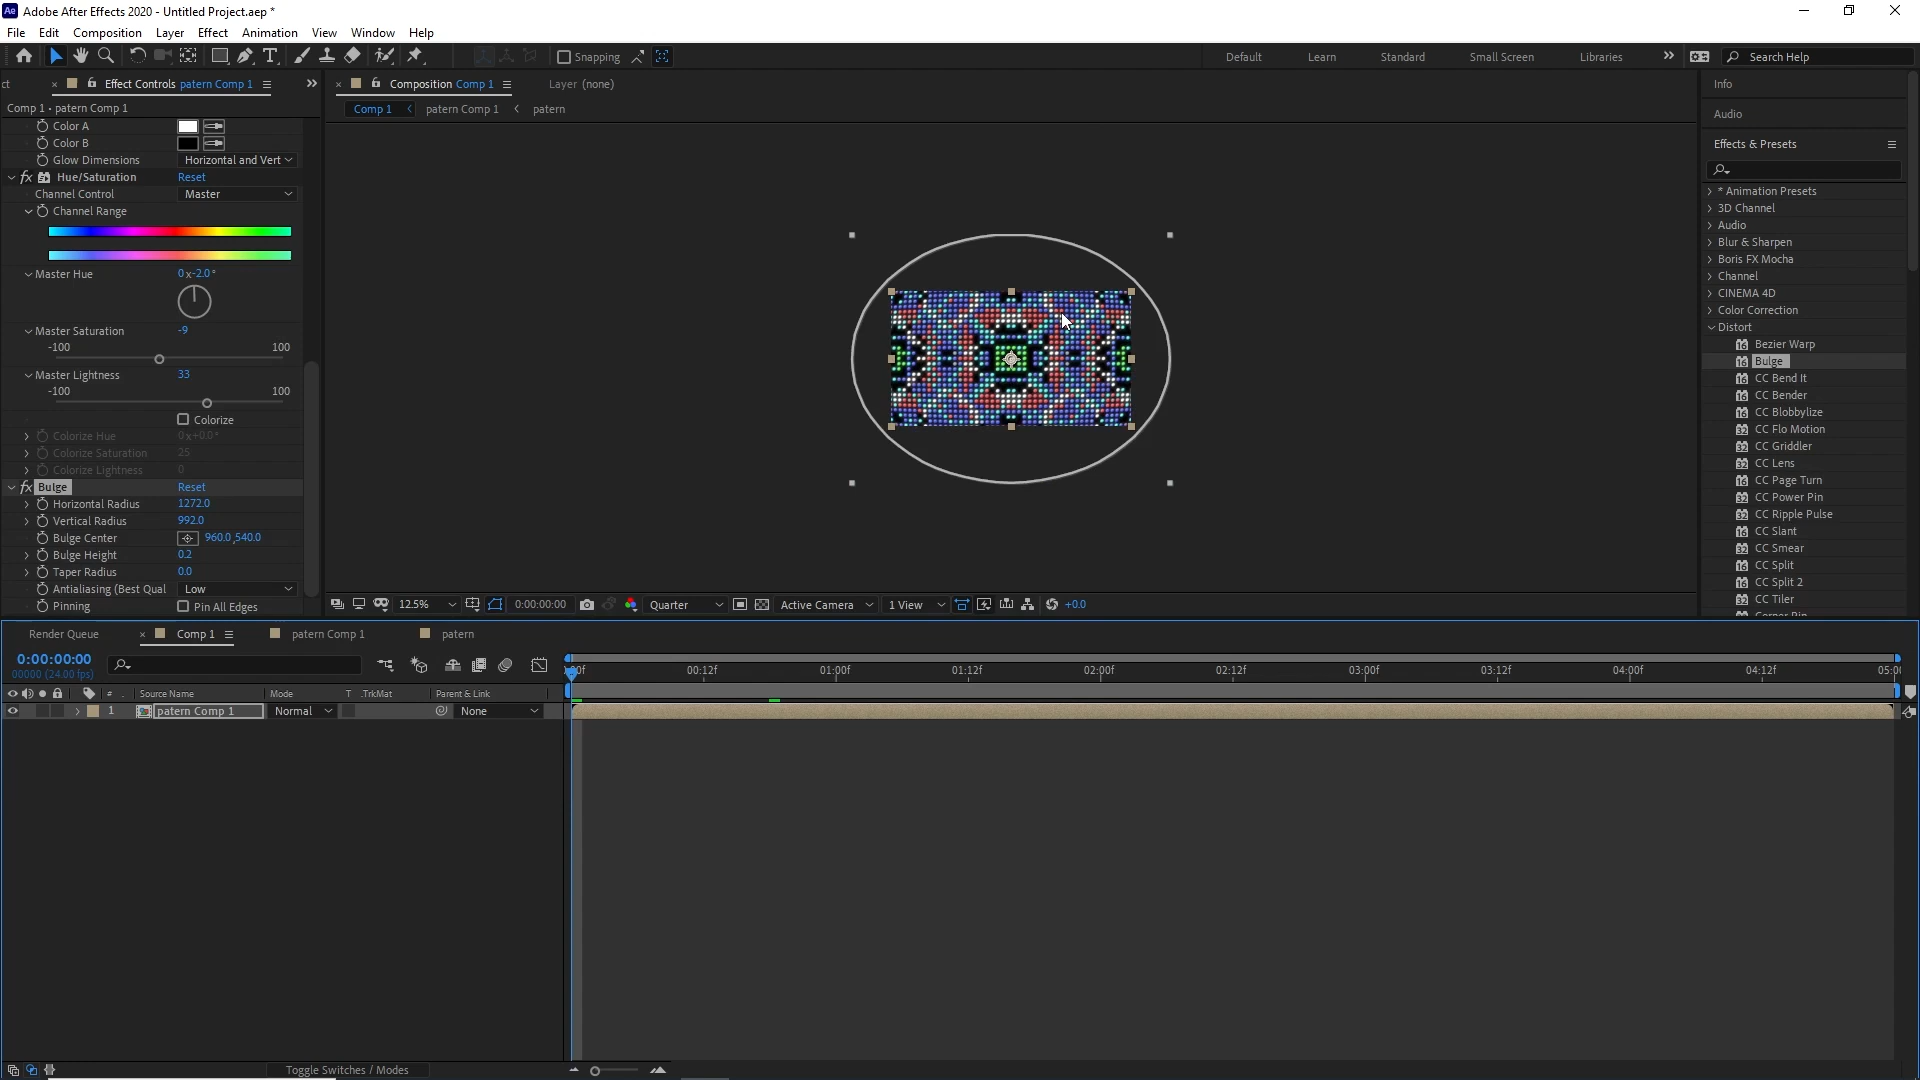 Adobe After Effects 2020 - Untitled Project.aep *
File Edit Composition Layer Effect Animation View Window Help
Snapping
Default Learn Standard Small Screen Libraries Search Help
ct Effect Controls patern Comp 1
Composition Comp 1 Layer (none)
Info
Comp 1 • patern Comp 1
Comp 1 patern Comp 1 patern
Audio
Color A
Color B
Glow Dimensions Horizontal and Vert
fx Hue/Saturation Reset
Channel Control Master
Channel Range
Master Hue 0x-2.0°
Master Saturation -9
-100 100
Master Lightness 33
-100 100
Colorize
Colorize Hue 0x+0.0°
Colorize Saturation 25
Colorize Lightness 0
fx Bulge Reset
Horizontal Radius 1272.0
Vertical Radius 992.0
Bulge Center 960.0,540.0
Bulge Height 0.2
Taper Radius 0.0
Antialiasing (Best Qual Low
Pinning Pin All Edges
Effects & Presets
* Animation Presets
3D Channel
Audio
Blur & Sharpen
Boris FX Mocha
Channel
CINEMA 4D
Color Correction
Distort
Bezier Warp
Bulge
CC Bend It
CC Bender
CC Blobbylize
CC Flo Motion
CC Griddler
CC Lens
CC Page Turn
CC Power Pin
CC Ripple Pulse
CC Slant
CC Smear
CC Split
CC Split 2
CC Tiler
Corner Pin
12.5% 0:00:00:00 Quarter Active Camera 1 View +0.0
Render Queue Comp 1 patern Comp 1 patern
0:00:00:00
00000 (24.00 fps)
00:12f 01:00f 01:12f 02:00f 02:12f 03:00f 03:12f 04:00f 04:12f
# Source Name Mode T .TrkMat Parent & Link
1 patern Comp 1 Normal None
Toggle Switches / Modes